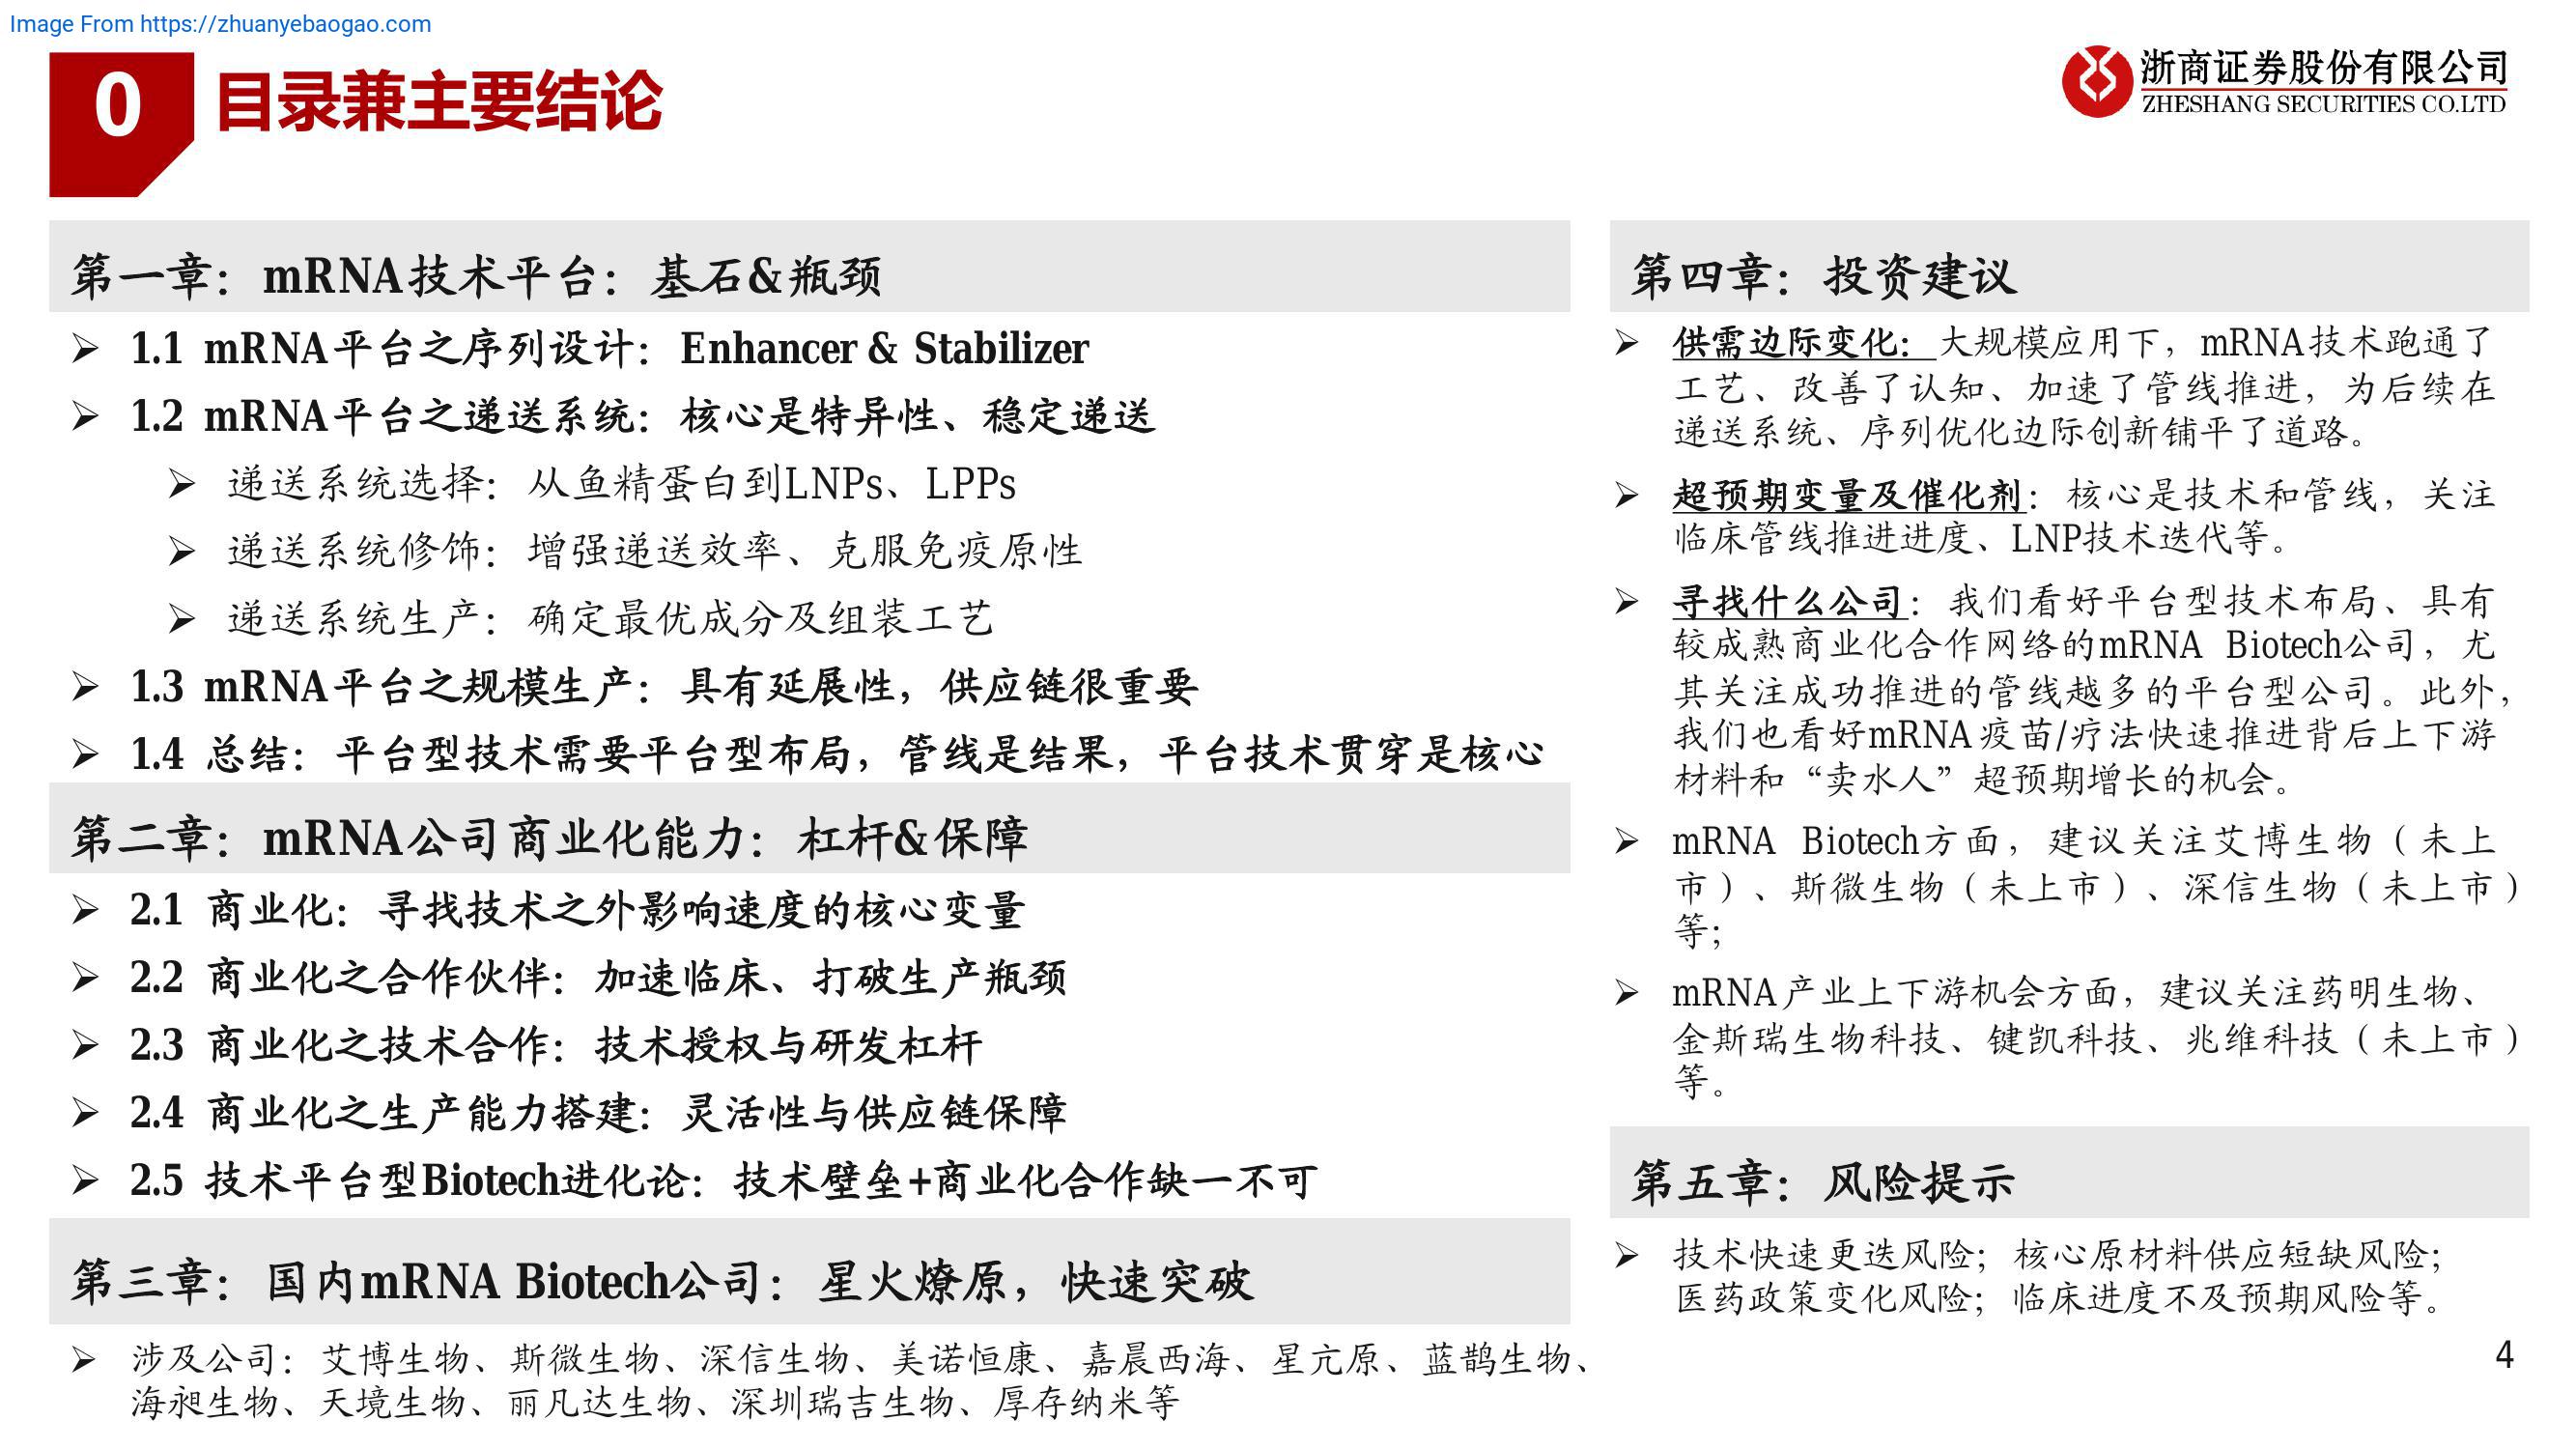 Image From https://zhuanyebaogao.com
0
目录兼主要结论
浙商证券股份有限公司
ZHESHANG SECURITIES CO.LTD
第一章：mRNA技术平台：基石&瓶颈
1.1 mRNA平台之序列设计：Enhancer & Stabilizer
1.2 mRNA平台之递送系统：核心是特异性、稳定递送
递送系统选择：从鱼精蛋白到LNPs、LPPs
递送系统修饰：增强递送效率、克服免疫原性
递送系统生产：确定最优成分及组装工艺
1.3 mRNA平台之规模生产：具有延展性，供应链很重要
1.4 总结：平台型技术需要平台型布局，管线是结果，平台技术贯穿是核心
第二章：mRNA公司商业化能力：杠杆&保障
2.1 商业化：寻找技术之外影响速度的核心变量
2.2 商业化之合作伙伴：加速临床、打破生产瓶颈
2.3 商业化之技术合作：技术授权与研发杠杆
2.4 商业化之生产能力搭建：灵活性与供应链保障
2.5 技术平台型Biotech进化论：技术壁垒+商业化合作缺一不可
第三章：国内mRNA Biotech公司：星火燎原，快速突破
涉及公司：艾博生物、斯微生物、深信生物、美诺恒康、嘉晨西海、星亢原、蓝鹊生物、
海昶生物、天境生物、丽凡达生物、深圳瑞吉生物、厚存纳米等
第四章：投资建议
供需边际变化：大规模应用下，mRNA技术跑通了
工艺、改善了认知、加速了管线推进，为后续在
递送系统、序列优化边际创新铺平了道路。
超预期变量及催化剂：核心是技术和管线，关注
临床管线推进进度、LNP技术迭代等。
寻找什么公司：我们看好平台型技术布局、具有
较成熟商业化合作网络的mRNA Biotech公司，尤
其关注成功推进的管线越多的平台型公司。此外，
我们也看好mRNA疫苗/疗法快速推进背后上下游
材料和“卖水人”超预期增长的机会。
mRNA Biotech方面，建议关注艾博生物（未上
市）、斯微生物（未上市）、深信生物（未上市）
等；
mRNA产业上下游机会方面，建议关注药明生物、
金斯瑞生物科技、键凯科技、兆维科技（未上市）
等。
第五章：风险提示
技术快速更迭风险；核心原材料供应短缺风险；
医药政策变化风险；临床进度不及预期风险等。
4